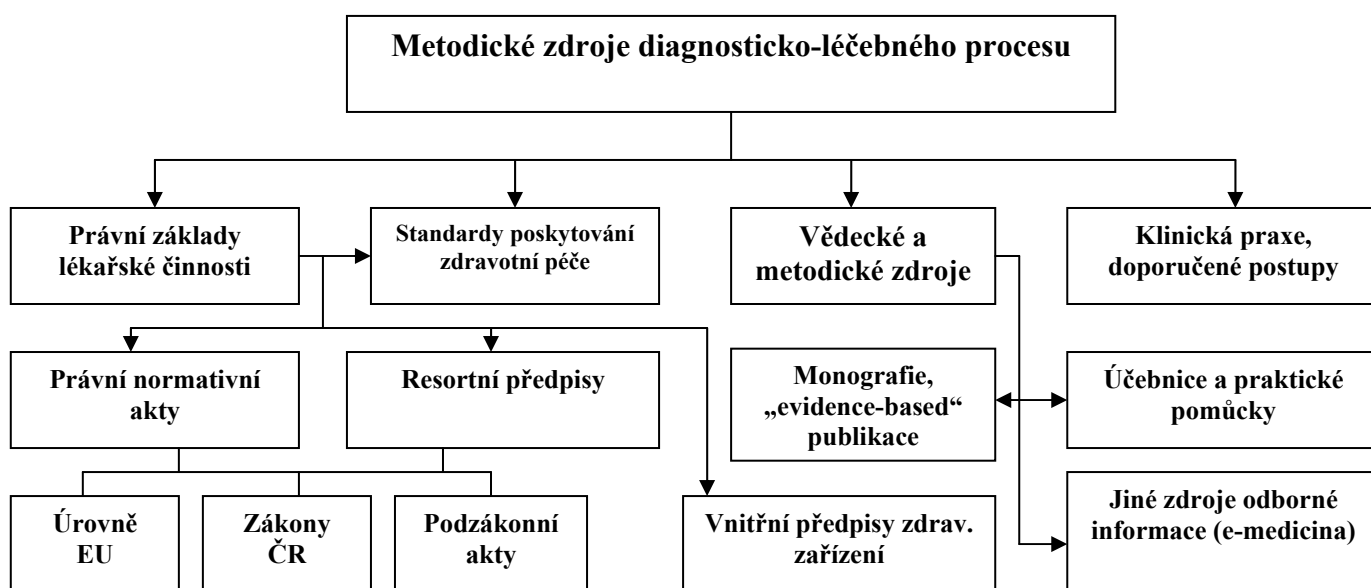 Metodické zdroje diagnosticko-léčebného procesu
Právní základy
lékařské činnosti
Standardy poskytování
zdravotní péče
Vědecké a
metodické zdroje
Klinická praxe,
doporučené postupy
Právní normativní
akty
Resortní předpisy
Monografie,
„evidence-based“
publikace
Účebnice a praktické
pomůcky
Úrovně
EU
Zákony
ČR
Podzákonní
akty
Vnitřní předpisy zdrav.
zařízení
Jiné zdroje odborné
informace (e-medicina)